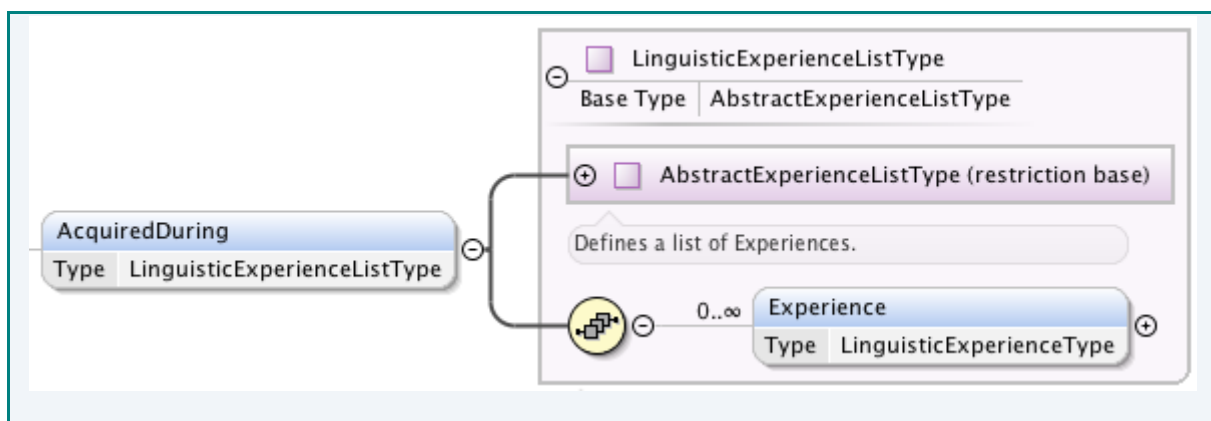 LinguisticExperienceListType
Base Type AbstractExperienceListType
AbstractExperienceListType (restriction base)
Defines a list of Experiences.
AcquiredDuring
Type LinguisticExperienceListType
0..∞
Experience
Type LinguisticExperienceType